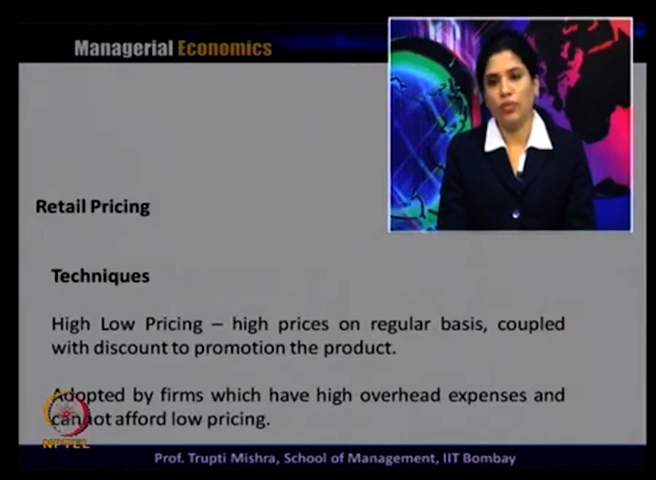 Managerial Economics
Retail Pricing
Techniques
High Low Pricing – high prices on regular basis, coupled
with discount to promotion the product.
Adopted by firms which have high overhead expenses and
cannot afford low pricing.
NPTEL
Prof. Trupti Mishra, School of Management, IIT Bombay